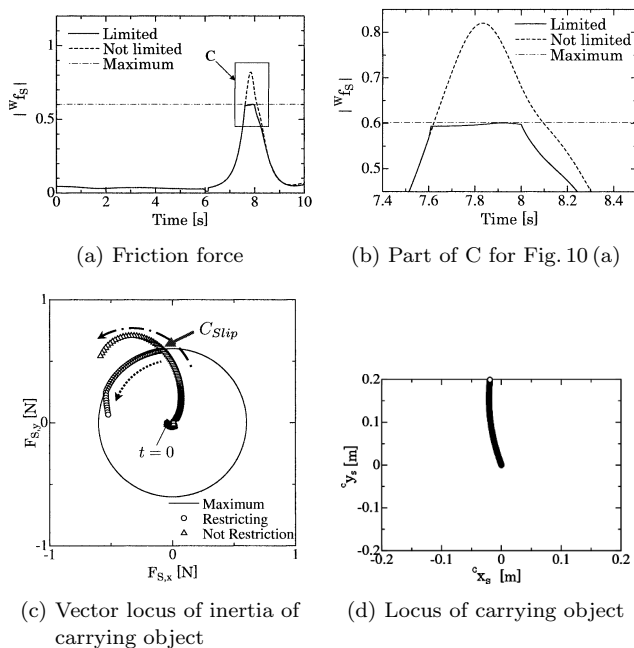 Limited
Not limited
Maximum
C
| ᵂfS |
1
0.5
0
0 2 4 6 8 10
Time [s]
(a) Friction force
Limited
Not limited
Maximum
| ᵂfS |
0.8
0.7
0.6
0.5
7.4 7.6 7.8 8 8.2 8.4
Time [s]
(b) Part of C for Fig. 10 (a)
1
0
-1
FS,y [N]
CSlip
t = 0
Maximum
Restricting
Not Restriction
-1 0 1
FS,x [N]
(c) Vector locus of inertia of
carrying object
0.2
0.1
0
-0.1
-0.2
ᶜys [m]
-0.2 -0.1 0 0.1 0.2
ᶜxs [m]
(d) Locus of carrying object